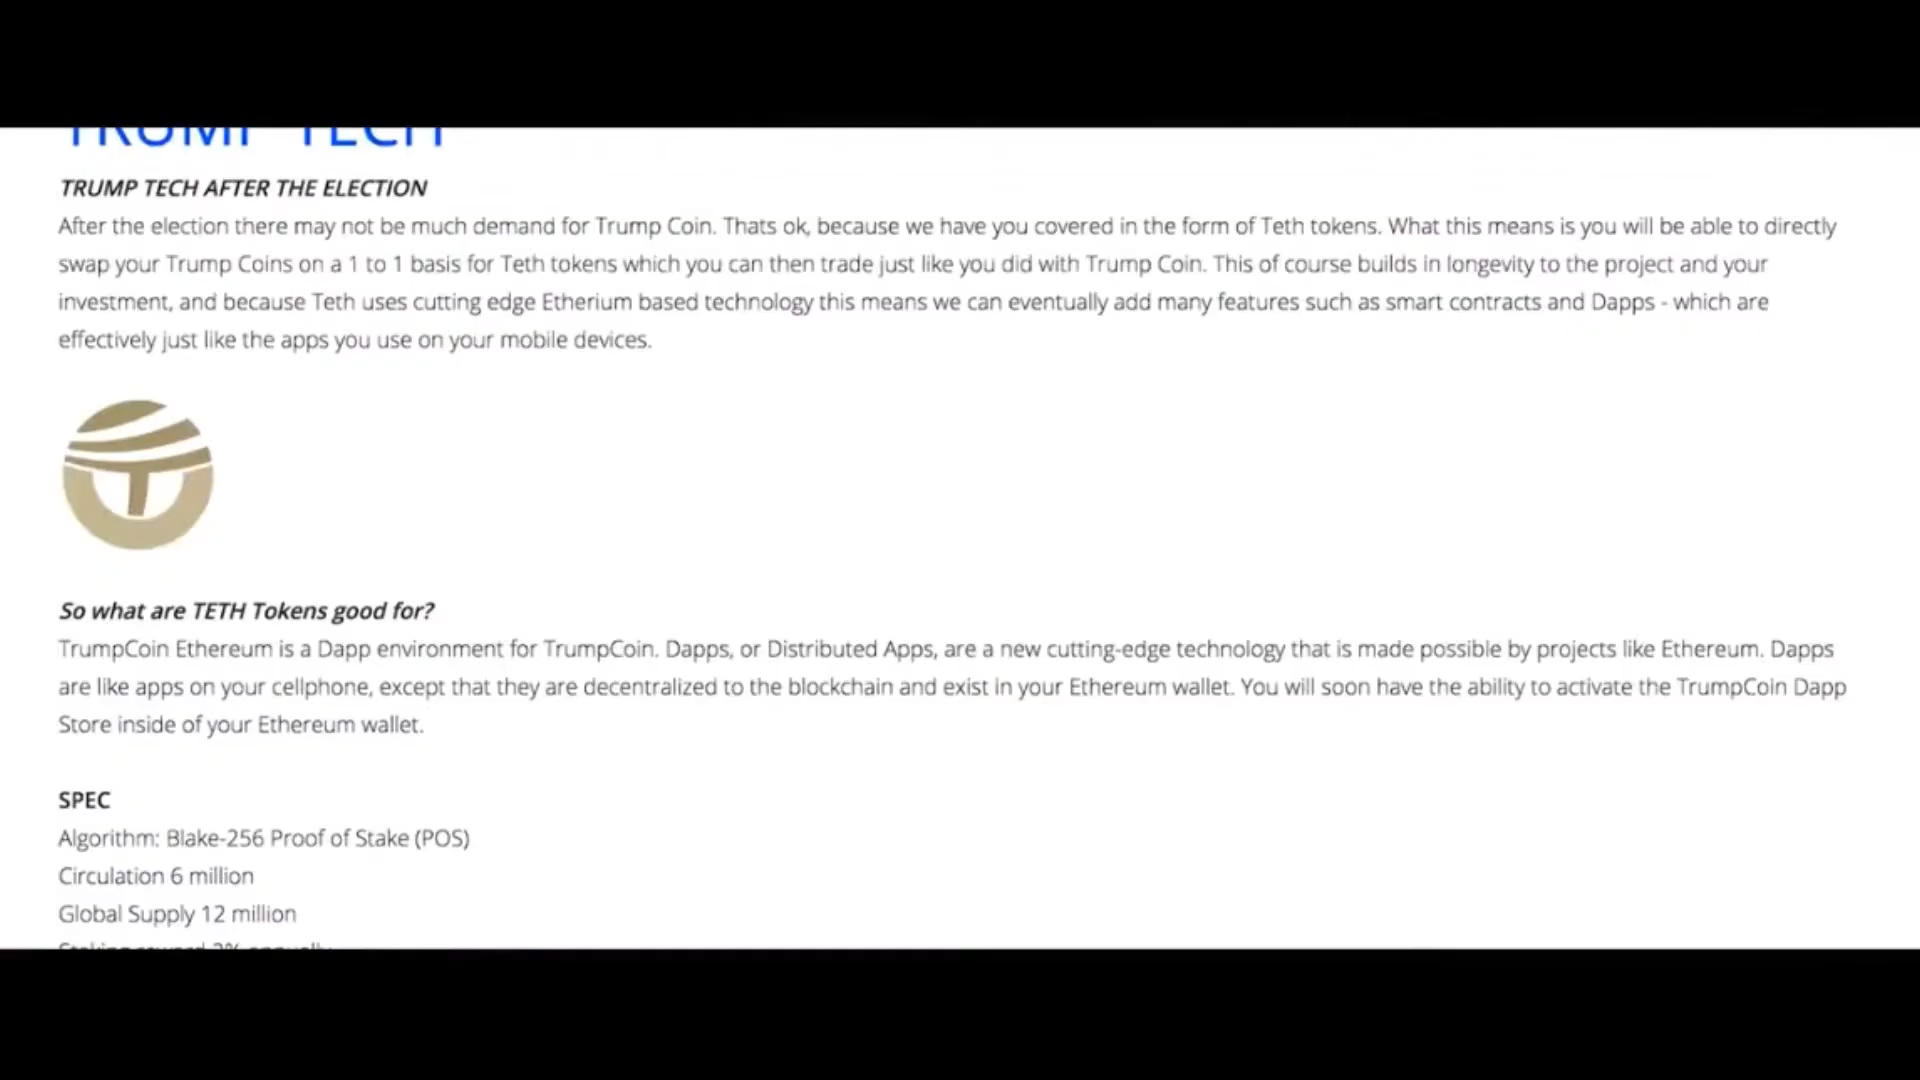 TRUMP TECH
TRUMP TECH AFTER THE ELECTION
After the election there may not be much demand for Trump Coin. Thats ok, because we have you covered in the form of Teth tokens. What this means is you will be able to directly
swap your Trump Coins on a 1 to 1 basis for Teth tokens which you can then trade just like you did with Trump Coin. This of course builds in longevity to the project and your
investment, and because Teth uses cutting edge Etherium based technology this means we can eventually add many features such as smart contracts and Dapps - which are
effectively just like the apps you use on your mobile devices.
T
So what are TETH Tokens good for?
TrumpCoin Ethereum is a Dapp environment for TrumpCoin. Dapps, or Distributed Apps, are a new cutting-edge technology that is made possible by projects like Ethereum. Dapps
are like apps on your cellphone, except that they are decentralized to the blockchain and exist in your Ethereum wallet. You will soon have the ability to activate the TrumpCoin Dapp
Store inside of your Ethereum wallet.
SPEC
Algorithm: Blake-256 Proof of Stake (POS)
Circulation 6 million
Global Supply 12 million
Staking reward 2% annually